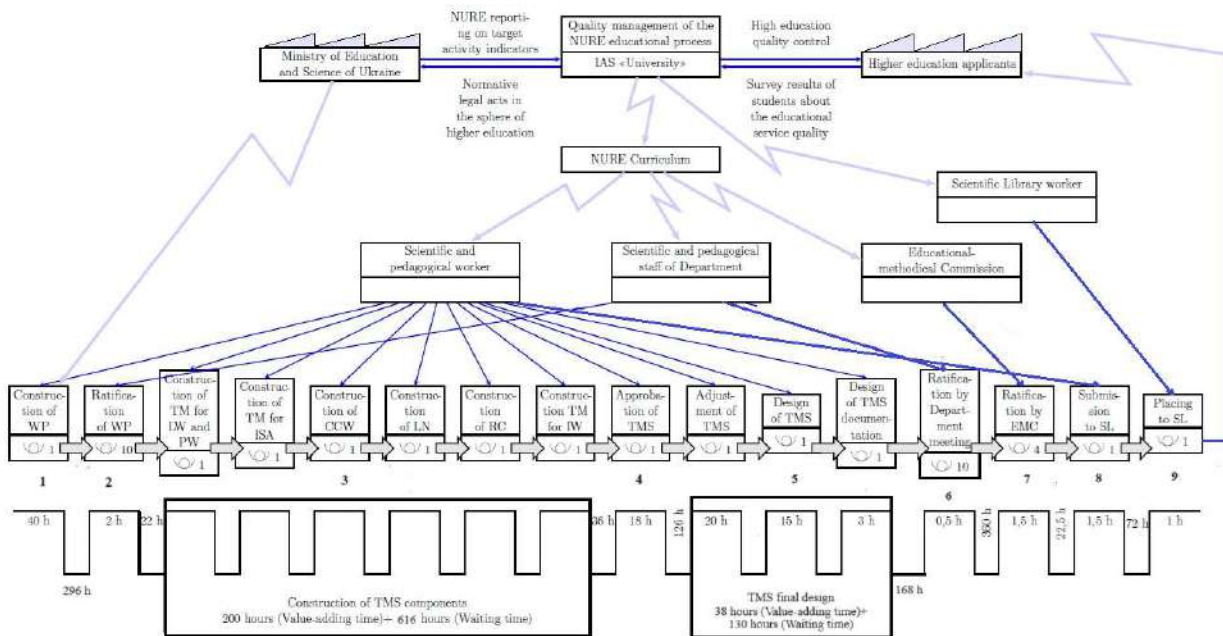 NURE reporti-
ng on target
activity indicators
Quality management of the
NURE educational process
IAS «University»
High education
quality control
Ministry of Education
and Science of Ukraine
Higher education applicants
Normative
legal acts in
the sphere of
higher education
Survey results of
students about
the educational
service quality
NURE Curriculum
Scientific Library worker
Scientific and
pedagogical worker
Scientific and pedagogical
staff of Department
Educational-
methodical Commission
Construc-
tion of
WP
1
Ratifica-
tion
of WP
10
Construc-
tion of
TM for
LW and
PW
1
Construc-
tion of
TM for
ISA
1
Construc-
tion of
CCW
1
Construc-
tion
of LN
1
Construc-
tion
of RC
1
Construc-
tion TM
for IW
1
Approba-
tion of
TMS
1
Adjust-
ment of
TMS
1
Design
of TMS
1
Design
of TMS
documen-
tation
1
Ratifica-
tion by
Depart-
ment
meeting
10
Ratifica-
tion by
EMC
4
Submis-
sion
to SL
1
Placing
to SL
1
1
2
3
4
5
6
7
8
9
40 h
296 h
2 h
22 h
36 h
18 h
126 h
20 h
15 h
3 h
168 h
0,5 h
360 h
1,5 h
22,5 h
1,5 h
72 h
1 h
Construction of TMS components
200 hours (Value-adding time)+ 616 hours (Waiting time)
TMS final design
38 hours (Value-adding time)+
130 hours (Waiting time)